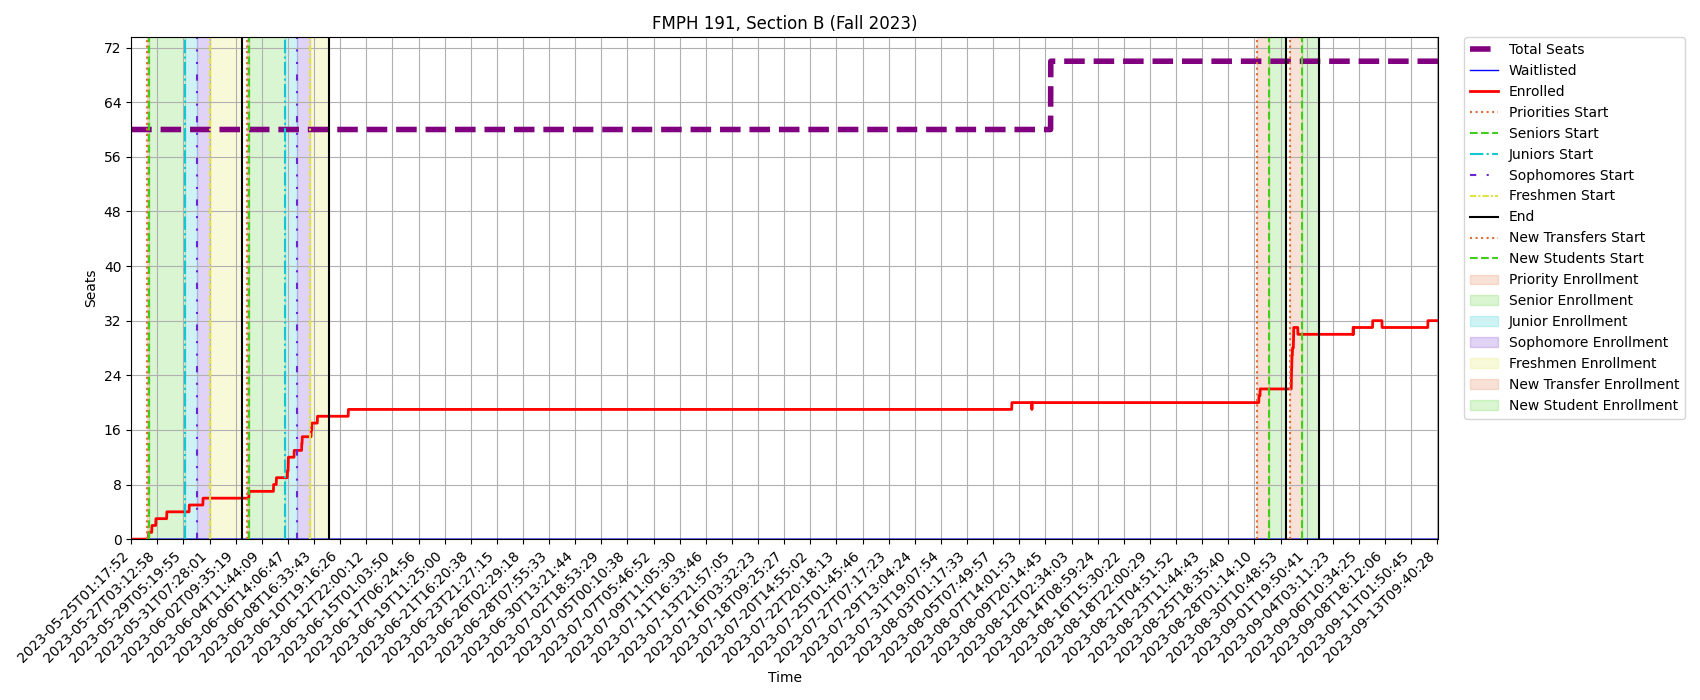 FMPH 191, Section B (Fall 2023)
72
64
56
48
40
32
24
16
8
0
Seats
2023-05-25T01:17:52
2023-05-27T03:12:58
2023-05-29T05:19:55
2023-05-31T07:28:01
2023-06-02T09:35:19
2023-06-04T11:44:09
2023-06-06T14:06:47
2023-06-08T16:33:43
2023-06-10T19:16:26
2023-06-12T22:00:12
2023-06-15T01:03:50
2023-06-17T06:24:56
2023-06-19T11:25:00
2023-06-21T16:20:38
2023-06-23T21:27:15
2023-06-26T02:29:18
2023-06-28T07:55:33
2023-06-30T13:21:44
2023-07-02T18:53:29
2023-07-05T00:10:38
2023-07-07T05:46:52
2023-07-09T11:05:30
2023-07-11T16:33:46
2023-07-13T21:57:05
2023-07-16T03:32:23
2023-07-18T09:25:27
2023-07-20T14:55:02
2023-07-22T20:18:13
2023-07-25T01:45:46
2023-07-27T07:17:23
2023-07-29T13:04:24
2023-07-31T19:07:54
2023-08-03T01:17:33
2023-08-05T07:49:57
2023-08-07T14:01:53
2023-08-09T20:14:45
2023-08-12T02:34:03
2023-08-14T08:59:24
2023-08-16T15:30:22
2023-08-18T22:00:29
2023-08-21T04:51:52
2023-08-23T11:44:43
2023-08-25T18:35:40
2023-08-28T01:14:10
2023-08-30T10:48:53
2023-09-01T19:50:41
2023-09-04T03:11:23
2023-09-06T10:34:25
2023-09-08T18:12:06
2023-09-11T01:50:45
2023-09-13T09:40:28
Time
Total Seats
Waitlisted
Enrolled
Priorities Start
Seniors Start
Juniors Start
Sophomores Start
Freshmen Start
End
New Transfers Start
New Students Start
Priority Enrollment
Senior Enrollment
Junior Enrollment
Sophomore Enrollment
Freshmen Enrollment
New Transfer Enrollment
New Student Enrollment